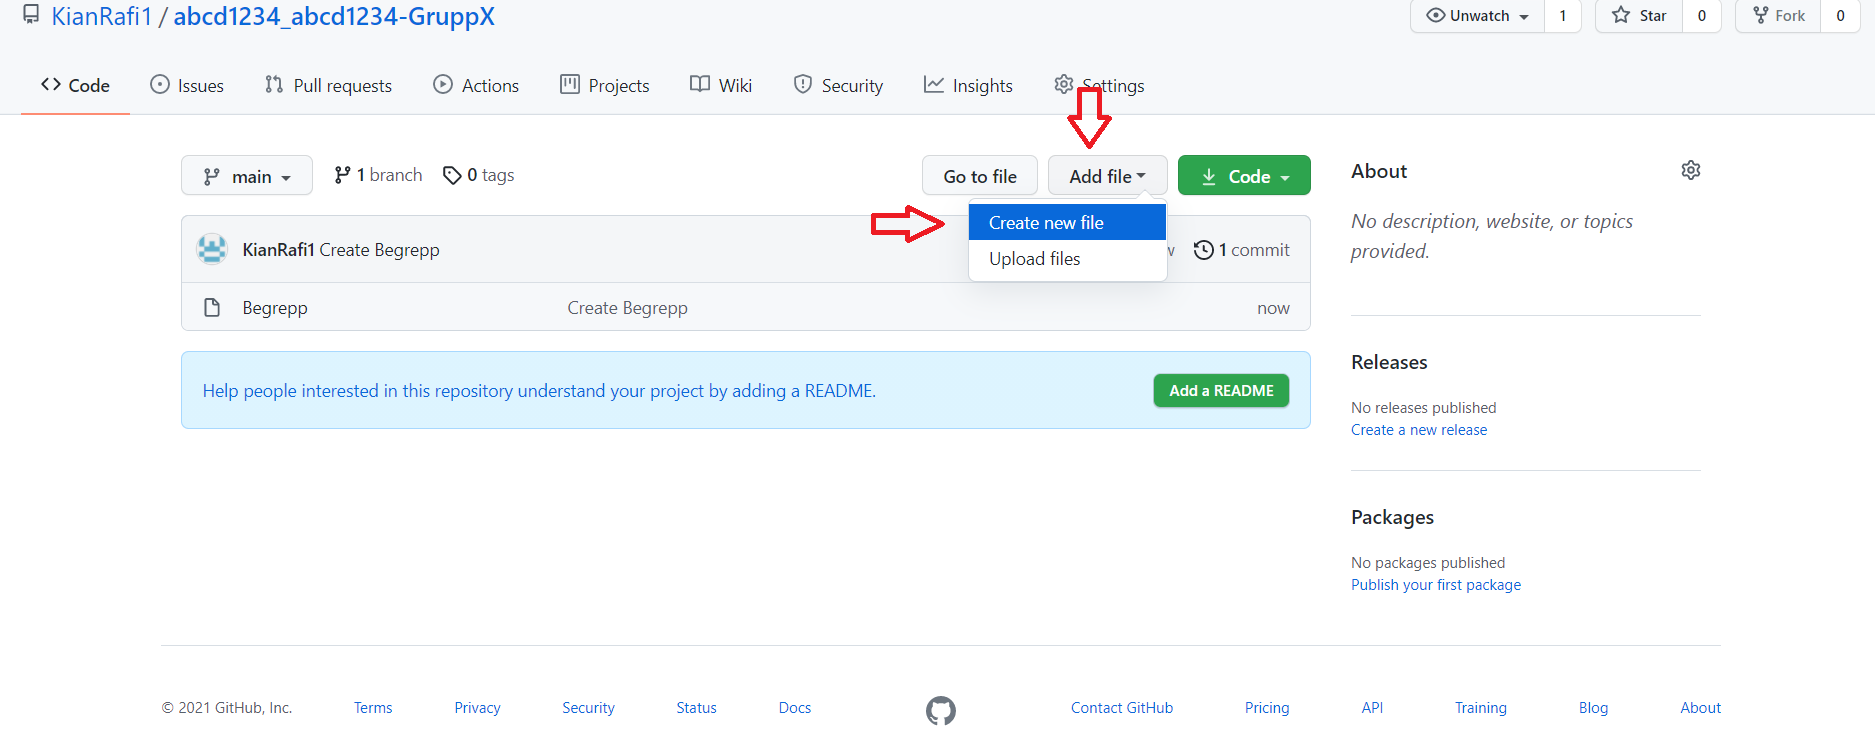 KianRafi1 / abcd1234_abcd1234-GruppX
Unwatch 1 Star 0 Fork 0
Code Issues Pull requests Actions Projects Wiki Security Insights Settings
main 1 branch 0 tags Go to file Add file Code
Create new file
Upload files
KianRafi1 Create Begrepp 1 commit
Begrepp Create Begrepp now
Help people interested in this repository understand your project by adding a README. Add a README
About
No description, website, or topics
provided.
Releases
No releases published
Create a new release
Packages
No packages published
Publish your first package
© 2021 GitHub, Inc. Terms Privacy Security Status Docs Contact GitHub Pricing API Training Blog About